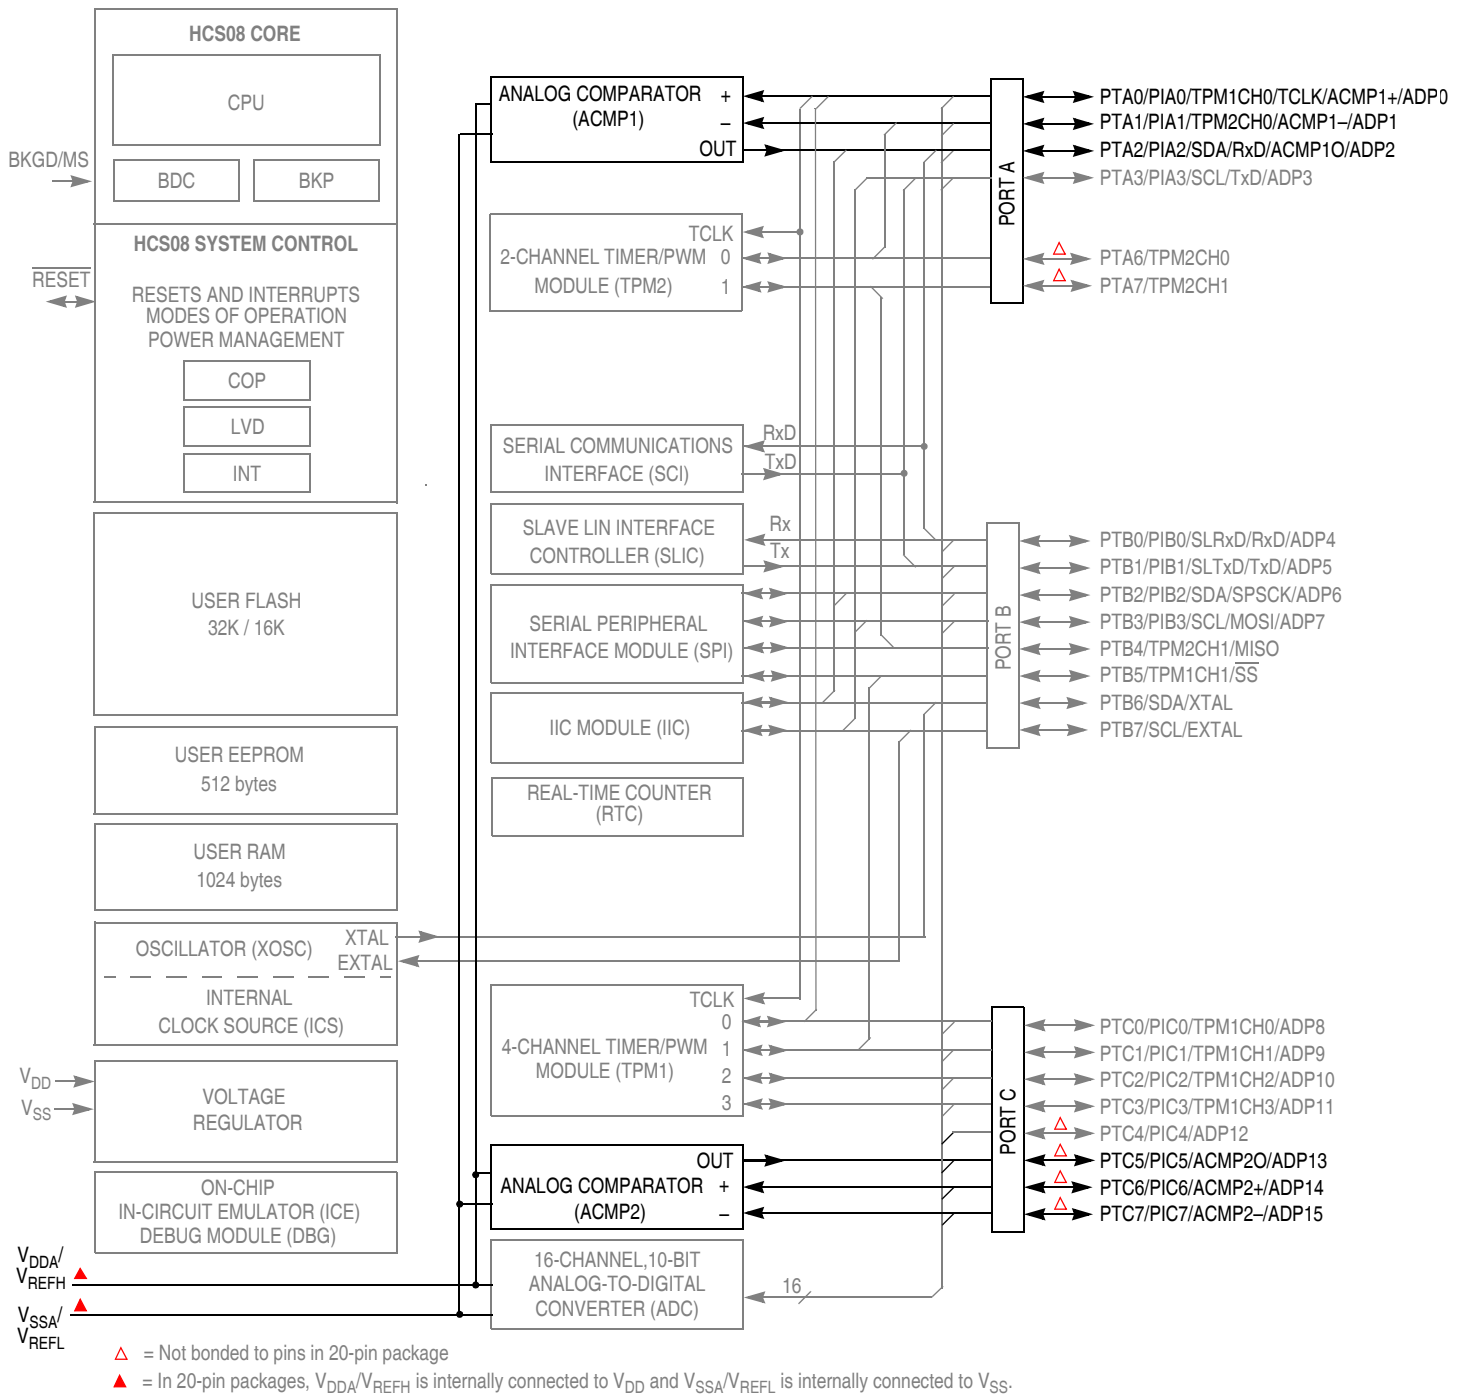 HCS08 CORE
CPU
BDC
BKP
BKGD/MS
HCS08 SYSTEM CONTROL
RESET
RESETS AND INTERRUPTS
MODES OF OPERATION
POWER MANAGEMENT
COP
LVD
INT
USER FLASH
32K / 16K
USER EEPROM
512 bytes
USER RAM
1024 bytes
OSCILLATOR (XOSC)
XTAL
EXTAL
INTERNAL
CLOCK SOURCE (ICS)
VDD
VSS
VOLTAGE
REGULATOR
ON-CHIP
IN-CIRCUIT EMULATOR (ICE)
DEBUG MODULE (DBG)
VDDA/
VREFH
VSSA/
VREFL
ANALOG COMPARATOR
(ACMP1)
+
–
OUT
TCLK
2-CHANNEL TIMER/PWM
MODULE (TPM2)
0
1
SERIAL COMMUNICATIONS
INTERFACE (SCI)
RxD
TxD
SLAVE LIN INTERFACE
CONTROLLER (SLIC)
Rx
Tx
SERIAL PERIPHERAL
INTERFACE MODULE (SPI)
IIC MODULE (IIC)
REAL-TIME COUNTER
(RTC)
TCLK
0
4-CHANNEL TIMER/PWM
MODULE (TPM1)
1
2
3
OUT
ANALOG COMPARATOR
(ACMP2)
+
–
16-CHANNEL,10-BIT
ANALOG-TO-DIGITAL
CONVERTER (ADC)
16
PORT A
PTA0/PIA0/TPM1CH0/TCLK/ACMP1+/ADP0
PTA1/PIA1/TPM2CH0/ACMP1–/ADP1
PTA2/PIA2/SDA/RxD/ACMP1O/ADP2
PTA3/PIA3/SCL/TxD/ADP3
PTA6/TPM2CH0
PTA7/TPM2CH1
PORT B
PTB0/PIB0/SLRxD/RxD/ADP4
PTB1/PIB1/SLTxD/TxD/ADP5
PTB2/PIB2/SDA/SPSCK/ADP6
PTB3/PIB3/SCL/MOSI/ADP7
PTB4/TPM2CH1/MISO
PTB5/TPM1CH1/SS
PTB6/SDA/XTAL
PTB7/SCL/EXTAL
PORT C
PTC0/PIC0/TPM1CH0/ADP8
PTC1/PIC1/TPM1CH1/ADP9
PTC2/PIC2/TPM1CH2/ADP10
PTC3/PIC3/TPM1CH3/ADP11
PTC4/PIC4/ADP12
PTC5/PIC5/ACMP2O/ADP13
PTC6/PIC6/ACMP2+/ADP14
PTC7/PIC7/ACMP2–/ADP15
△ = Not bonded to pins in 20-pin package
▲ = In 20-pin packages, VDDA/VREFH is internally connected to VDD and VSSA/VREFL is internally connected to VSS.